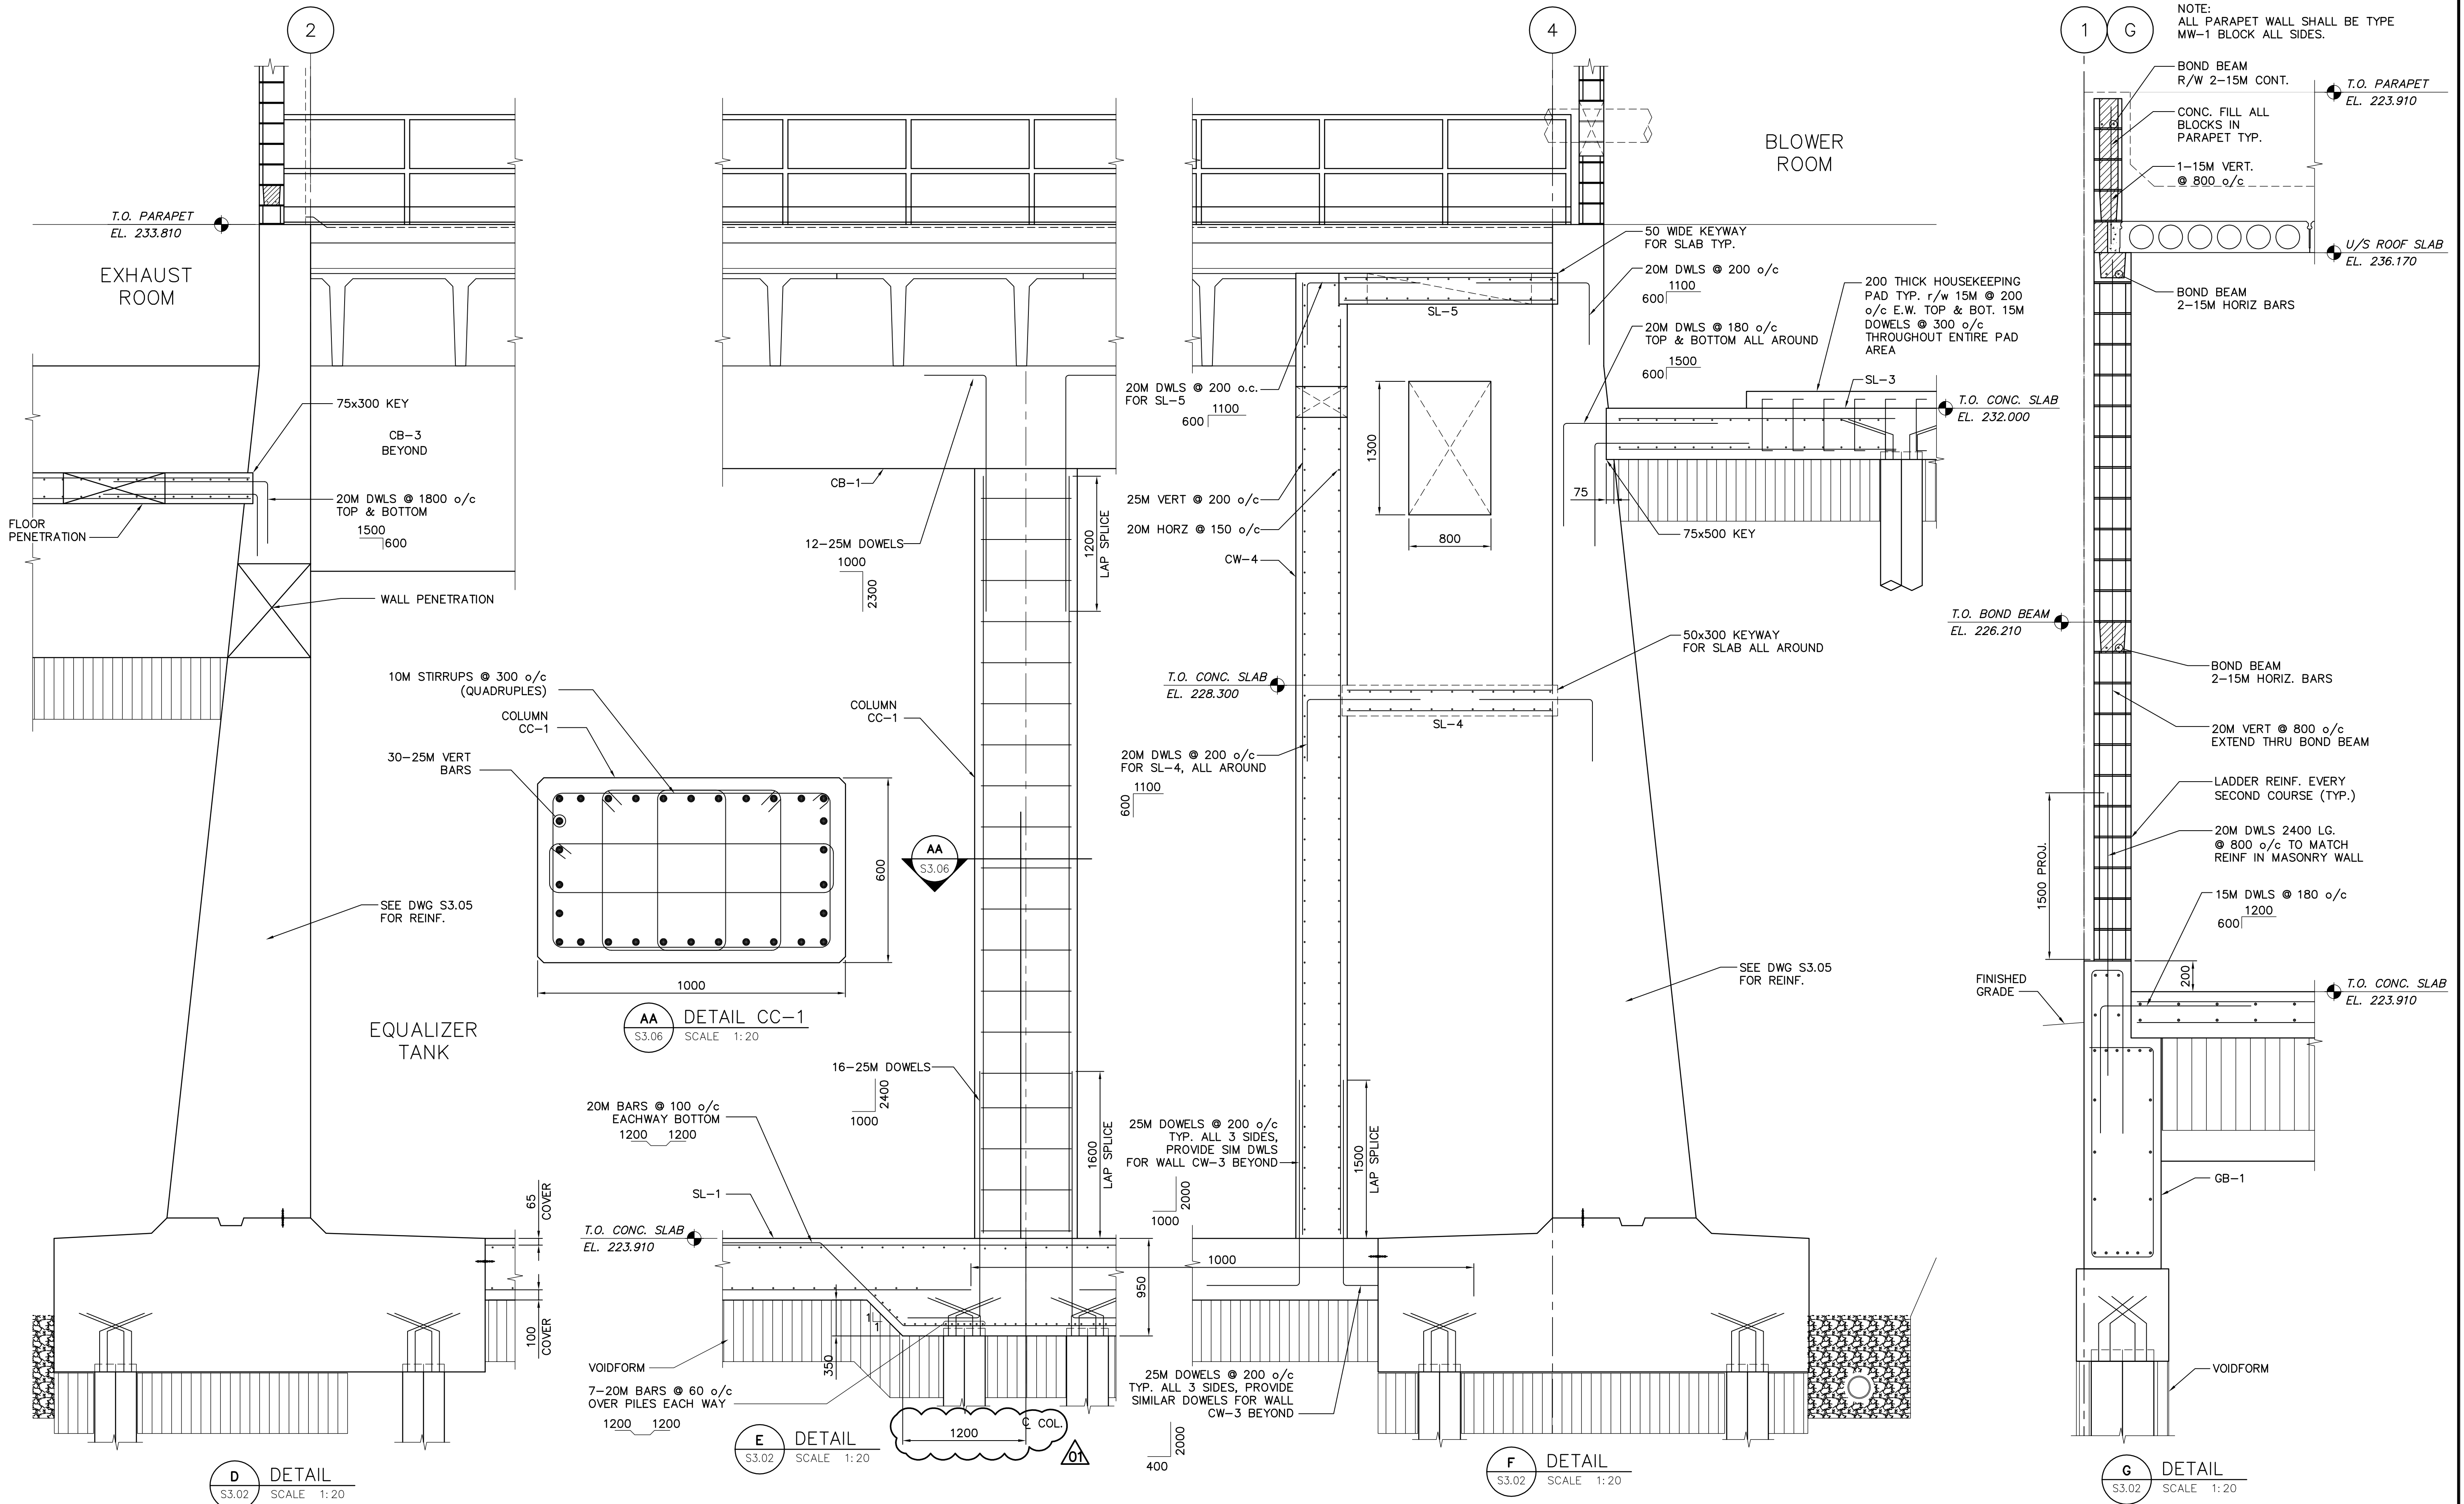 2
4
1
G
NOTE:
ALL PARAPET WALL SHALL BE TYPE
MW-1 BLOCK ALL SIDES.
T.O. PARAPET
EL. 233.810
EXHAUST
ROOM
75x300 KEY
CB-3
BEYOND
20M DWLS @ 1800 o/c
TOP & BOTTOM
1500
600
FLOOR
PENETRATION
WALL PENETRATION
SEE DWG S3.05
FOR REINF.
EQUALIZER
TANK
65
COVER
100
COVER
D
S3.02
DETAIL
SCALE 1:20
10M STIRRUPS @ 300 o/c
(QUADRUPLES)
COLUMN
CC-1
30-25M VERT
BARS
600
1000
AA
S3.06
DETAIL CC-1
SCALE 1:20
CB-1
12-25M DOWELS
1000
2300
1200
LAP SPLICE
COLUMN
CC-1
AA
S3.06
16-25M DOWELS
2400
1000
20M BARS @ 100 o/c
EACHWAY BOTTOM
1200 1200
1600
LAP SPLICE
SL-1
T.O. CONC. SLAB
EL. 223.910
1000
950
1
1
350
VOIDFORM
7-20M BARS @ 60 o/c
OVER PILES EACH WAY
1200 1200
℄ COL.
1200
01
E
S3.02
DETAIL
SCALE 1:20
BLOWER
ROOM
50 WIDE KEYWAY
FOR SLAB TYP.
20M DWLS @ 200 o/c
1100
600
SL-5
20M DWLS @ 180 o/c
TOP & BOTTOM ALL AROUND
1500
600
200 THICK HOUSEKEEPING
PAD TYP. r/w 15M @ 200
o/c E.W. TOP & BOT. 15M
DOWELS @ 300 o/c
THROUGHOUT ENTIRE PAD
AREA
SL-3
T.O. CONC. SLAB
EL. 232.000
20M DWLS @ 200 o.c.
FOR SL-5
1100
600
1300
800
25M VERT @ 200 o/c
20M HORZ @ 150 o/c
CW-4
75
75x500 KEY
50x300 KEYWAY
FOR SLAB ALL AROUND
T.O. CONC. SLAB
EL. 228.300
SL-4
20M DWLS @ 200 o/c
FOR SL-4, ALL AROUND
1100
600
SEE DWG S3.05
FOR REINF.
25M DOWELS @ 200 o/c
TYP. ALL 3 SIDES,
PROVIDE SIM DWLS
FOR WALL CW-3 BEYOND
2000
1000
1500
LAP SPLICE
25M DOWELS @ 200 o/c
TYP. ALL 3 SIDES, PROVIDE
SIMILAR DOWELS FOR WALL
CW-3 BEYOND
2000
400
F
S3.02
DETAIL
SCALE 1:20
BOND BEAM
R/W 2-15M CONT.
T.O. PARAPET
EL. 223.910
CONC. FILL ALL
BLOCKS IN
PARAPET TYP.
1-15M VERT.
@ 800 o/c
U/S ROOF SLAB
EL. 236.170
BOND BEAM
2-15M HORIZ BARS
T.O. BOND BEAM
EL. 226.210
BOND BEAM
2-15M HORIZ. BARS
20M VERT @ 800 o/c
EXTEND THRU BOND BEAM
LADDER REINF. EVERY
SECOND COURSE (TYP.)
20M DWLS 2400 LG.
@ 800 o/c TO MATCH
REINF IN MASONRY WALL
1500 PROJ.
15M DWLS @ 180 o/c
1200
600
FINISHED
GRADE
200
T.O. CONC. SLAB
EL. 223.910
GB-1
VOIDFORM
G
S3.02
DETAIL
SCALE 1:20